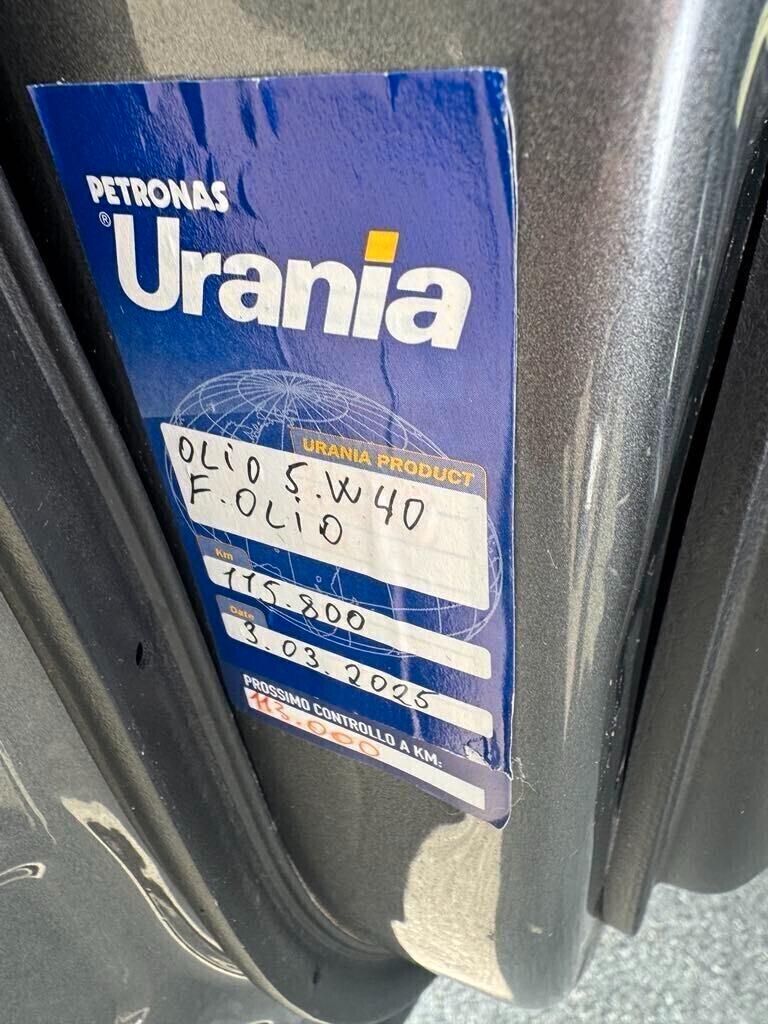 PETRONAS
® Urania
URANIA PRODUCT
OLIO 5.W40
F.OLIO
Km
115.800
Date
3.03.2025
PROSSIMO CONTROLLO A KM:
113.000